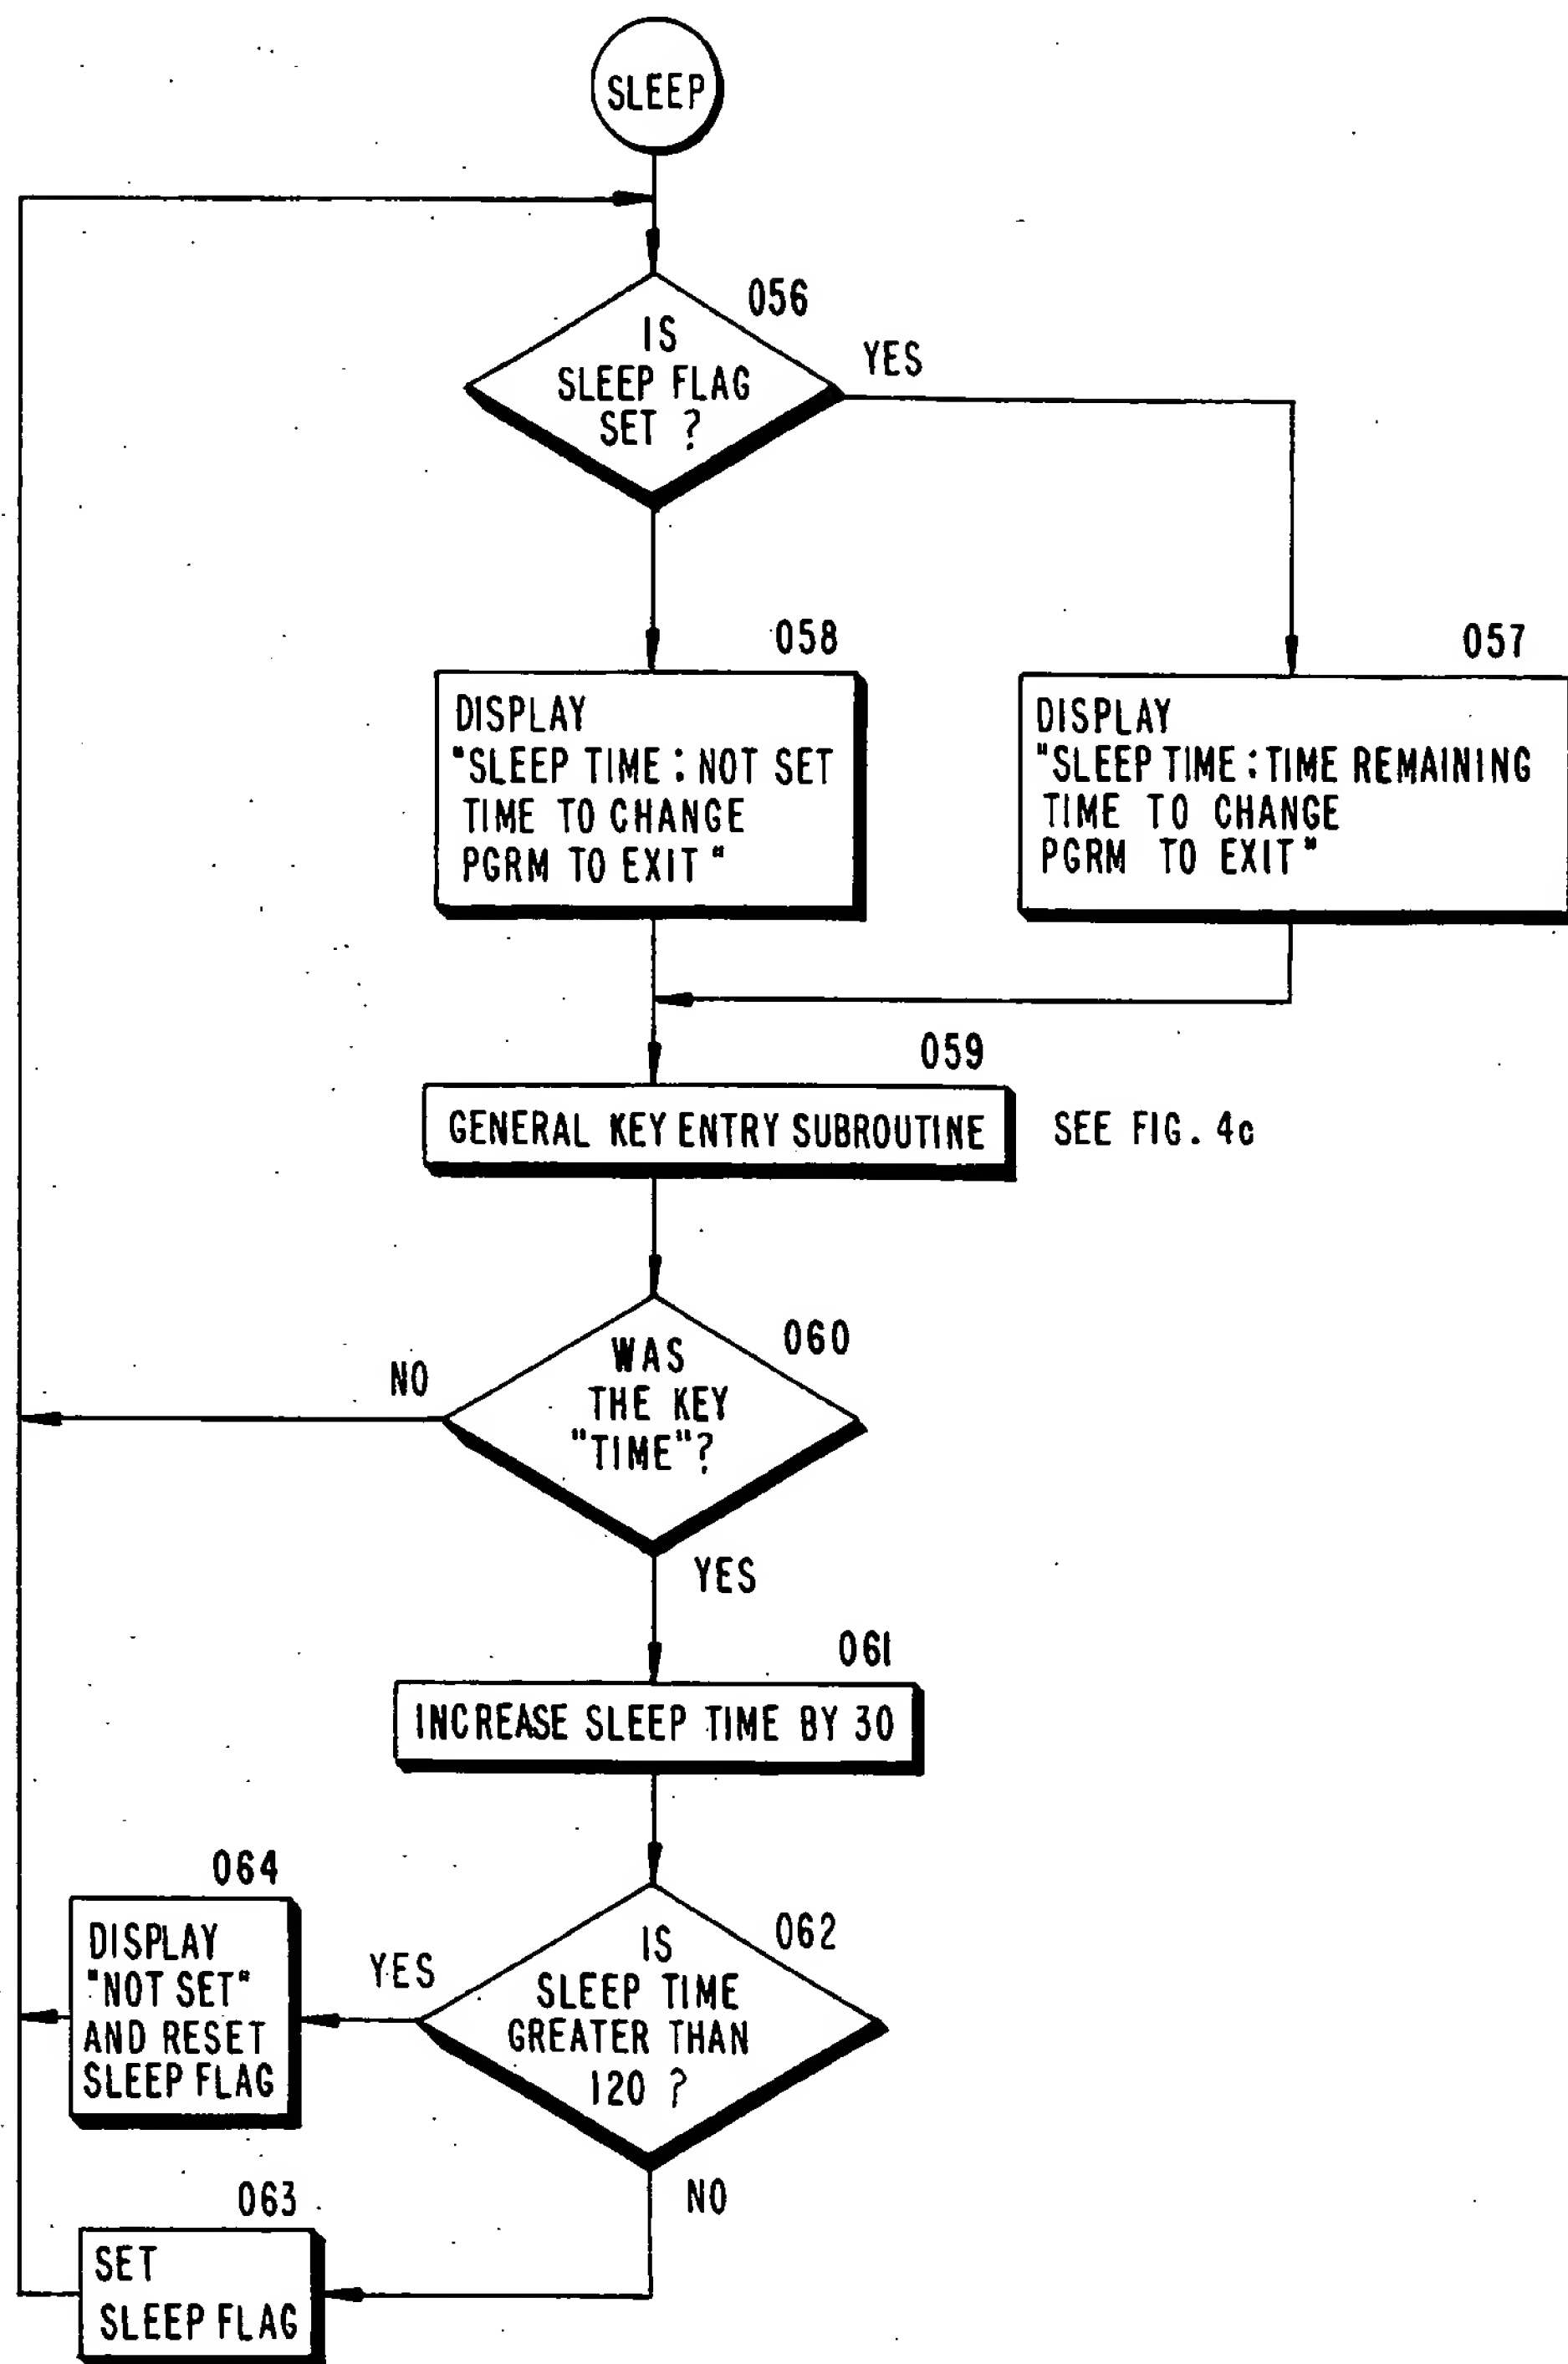 SLEEP
056
IS
SLEEP FLAG
SET ?
YES
058
DISPLAY
"SLEEP TIME : NOT SET
TIME TO CHANGE
PGRM TO EXIT "
057
DISPLAY
"SLEEP TIME : TIME REMAINING
TIME TO CHANGE
PGRM TO EXIT"
059
GENERAL KEY ENTRY SUBROUTINE
SEE FIG. 4c
060
WAS
THE KEY
"TIME"?
NO
YES
061
INCREASE SLEEP TIME BY 30
062
IS
SLEEP TIME
GREATER THAN
120 ?
YES
064
DISPLAY
"NOT SET"
AND RESET
SLEEP FLAG
NO
063
SET
SLEEP FLAG